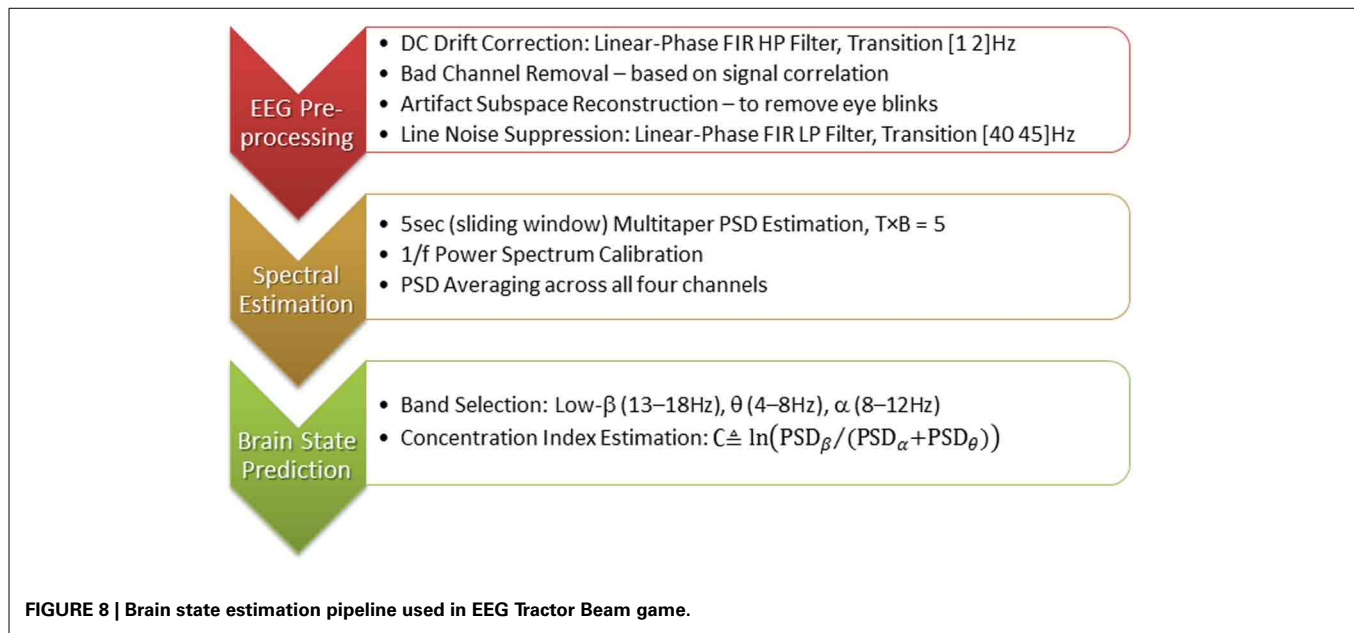 EEG Pre-
processing
• DC Drift Correction: Linear-Phase FIR HP Filter, Transition [1 2]Hz
• Bad Channel Removal – based on signal correlation
• Artifact Subspace Reconstruction – to remove eye blinks
• Line Noise Suppression: Linear-Phase FIR LP Filter, Transition [40 45]Hz
Spectral
Estimation
• 5sec (sliding window) Multitaper PSD Estimation, T×B = 5
• 1/f Power Spectrum Calibration
• PSD Averaging across all four channels
Brain State
Prediction
• Band Selection: Low-β (13–18Hz), θ (4–8Hz), α (8–12Hz)
• Concentration Index Estimation: C≜ ln(PSD_β/(PSD_α+PSD_θ))
FIGURE 8 | Brain state estimation pipeline used in EEG Tractor Beam game.